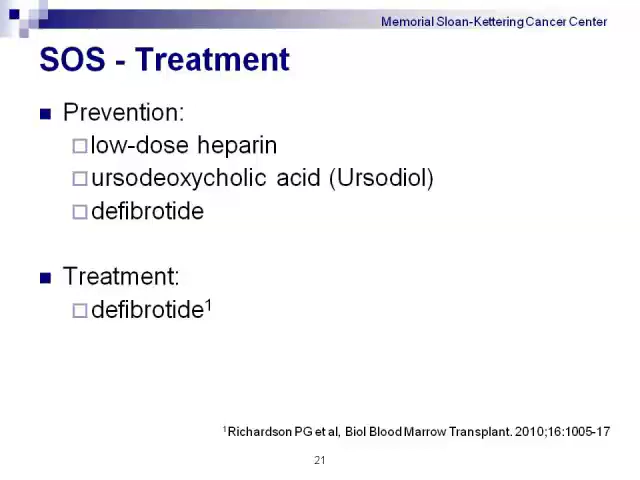 Memorial Sloan-Kettering Cancer Center
SOS - Treatment
Prevention:
low-dose heparin
ursodeoxycholic acid (Ursodiol)
defibrotide
Treatment:
defibrotide¹
¹Richardson PG et al, Biol Blood Marrow Transplant. 2010;16:1005-17
21